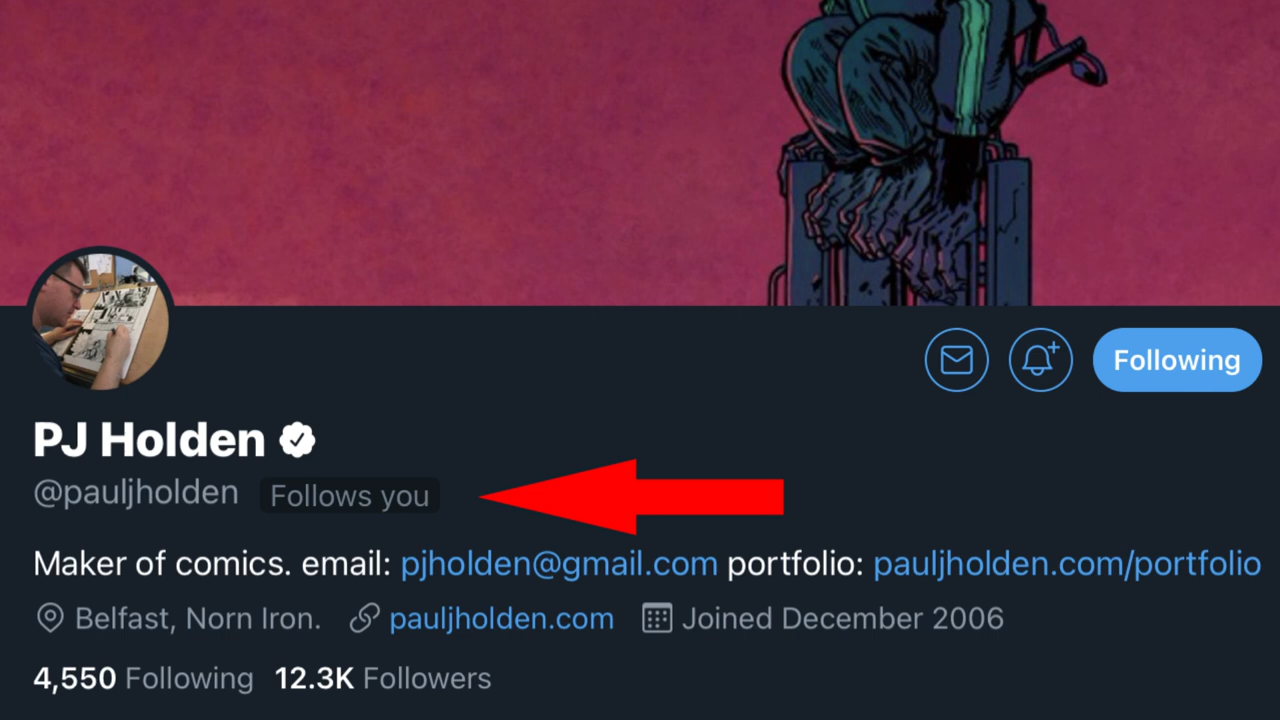 Following
PJ Holden
@pauljholden Follows you
Maker of comics. email: pjholden@gmail.com portfolio: pauljholden.com/portfolio
Belfast, Norn Iron. pauljholden.com Joined December 2006
4,550 Following 12.3K Followers